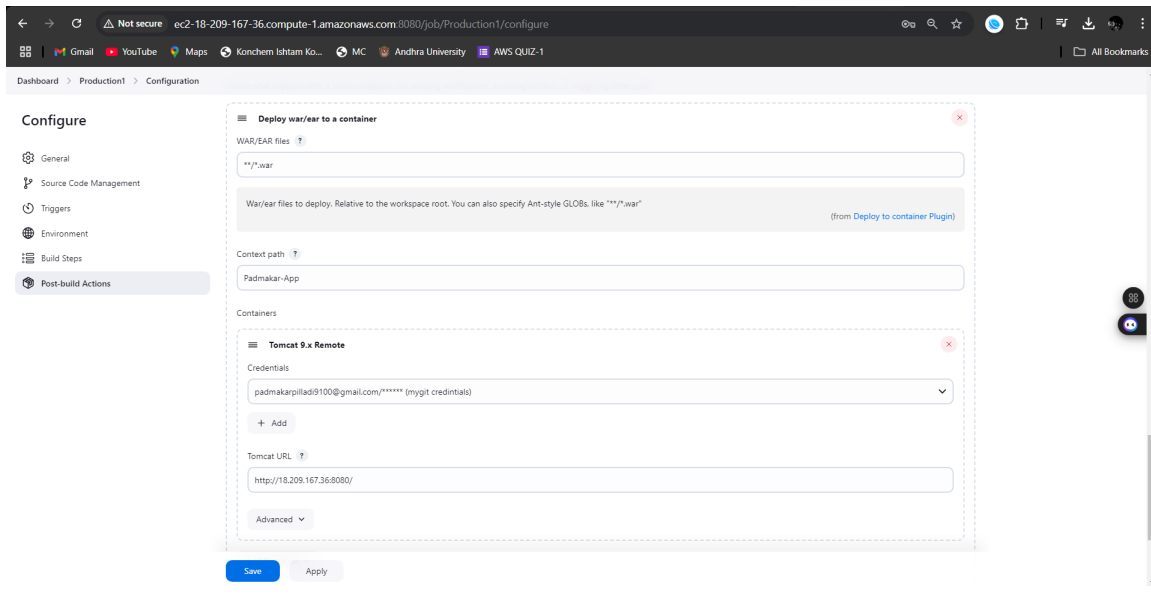 Not secure ec2-18-209-167-36.compute-1.amazonaws.com:8080/job/Production1/configure
Gmail YouTube Maps Konchem Ishtam Ko... MC Andhra University AWS QUIZ-1 All Bookmarks
Dashboard > Production1 > Configuration
Configure
General
Source Code Management
Triggers
Environment
Build Steps
Post-build Actions
Deploy war/ear to a container
WAR/EAR files ?
**/*.war
War/ear files to deploy. Relative to the workspace root. You can also specify Ant-style GLOBs, like "**/*.war"
(from Deploy to container Plugin)
Context path ?
Padmakar-App
Containers
Tomcat 9.x Remote
Credentials
padmakarpilladi9100@gmail.com/****** (mygit credintials)
+ Add
Tomcat URL ?
http://18.209.167.36:8080/
Advanced
Save Apply